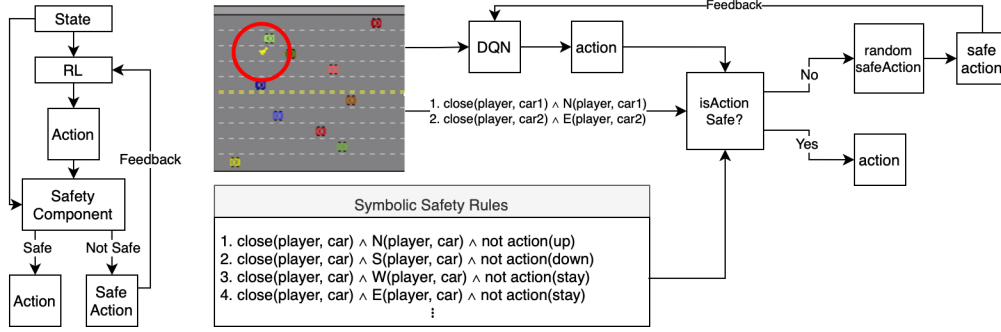 State
RL
Action
Feedback
Safety
Component
Safe
Not Safe
Action
Safe
Action
Feedback
DQN
action
1. close(player, car1) ∧ N(player, car1)
2. close(player, car2) ∧ E(player, car2)
isAction
Safe?
No
random
safeAction
safe
action
Yes
action
Symbolic Safety Rules
1. close(player, car) ∧ N(player, car) ∧ not action(up)
2. close(player, car) ∧ S(player, car) ∧ not action(down)
3. close(player, car) ∧ W(player, car) ∧ not action(stay)
4. close(player, car) ∧ E(player, car) ∧ not action(stay)
⋮